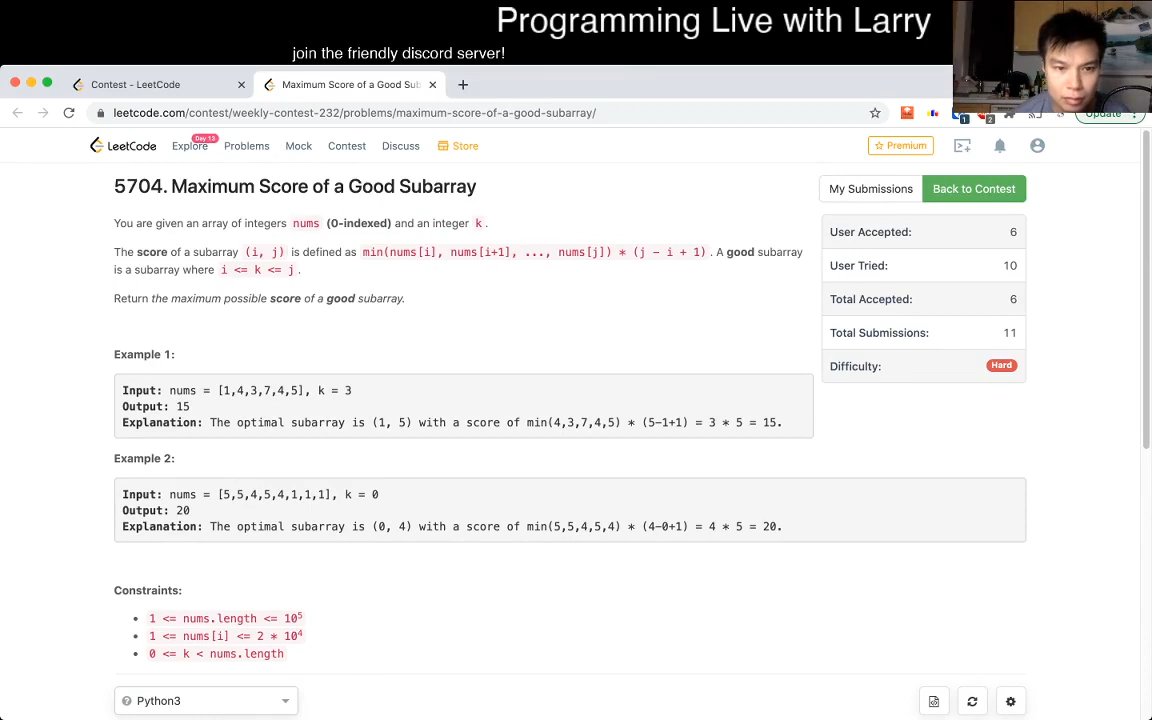 Programming Live with Larry
join the friendly discord server!
Contest - LeetCode
Maximum Score of a Good Sub
leetcode.com/contest/weekly-contest-232/problems/maximum-score-of-a-good-subarray/
1
2
Update
Day 13
LeetCode Explore Problems Mock Contest Discuss Store
Premium
5704. Maximum Score of a Good Subarray
My Submissions
Back to Contest
You are given an array of integers nums (0-indexed) and an integer k.
The score of a subarray (i, j) is defined as min(nums[i], nums[i+1], ..., nums[j]) * (j - i + 1). A good subarray
is a subarray where i <= k <= j.
Return the maximum possible score of a good subarray.
User Accepted: 6
User Tried: 10
Total Accepted: 6
Total Submissions: 11
Difficulty: Hard
Example 1:
Input: nums = [1,4,3,7,4,5], k = 3
Output: 15
Explanation: The optimal subarray is (1, 5) with a score of min(4,3,7,4,5) * (5-1+1) = 3 * 5 = 15.
Example 2:
Input: nums = [5,5,4,5,4,1,1,1], k = 0
Output: 20
Explanation: The optimal subarray is (0, 4) with a score of min(5,5,4,5,4) * (4-0+1) = 4 * 5 = 20.
Constraints:
1 <= nums.length <= 10⁵
1 <= nums[i] <= 2 * 10⁴
0 <= k < nums.length
Python3